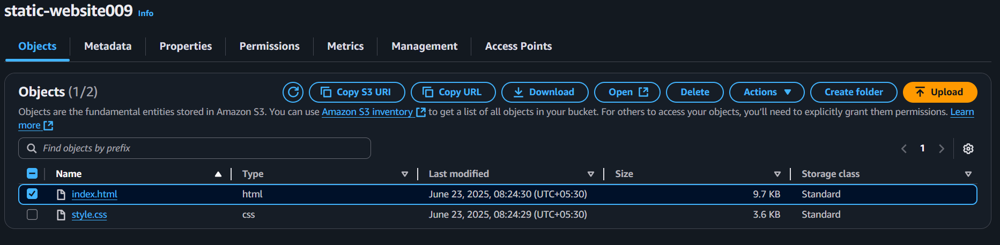 static-website009 Info
Objects Metadata Properties Permissions Metrics Management Access Points
Objects (1/2) Copy S3 URI Copy URL Download Open Delete Actions Create folder Upload
Objects are the fundamental entities stored in Amazon S3. You can use Amazon S3 inventory to get a list of all objects in your bucket. For others to access your objects, you’ll need to explicitly grant them permissions. Learn
more
Find objects by prefix 1
Name Type Last modified Size Storage class
index.html html June 23, 2025, 08:24:30 (UTC+05:30) 9.7 KB Standard
style.css css June 23, 2025, 08:24:29 (UTC+05:30) 3.6 KB Standard